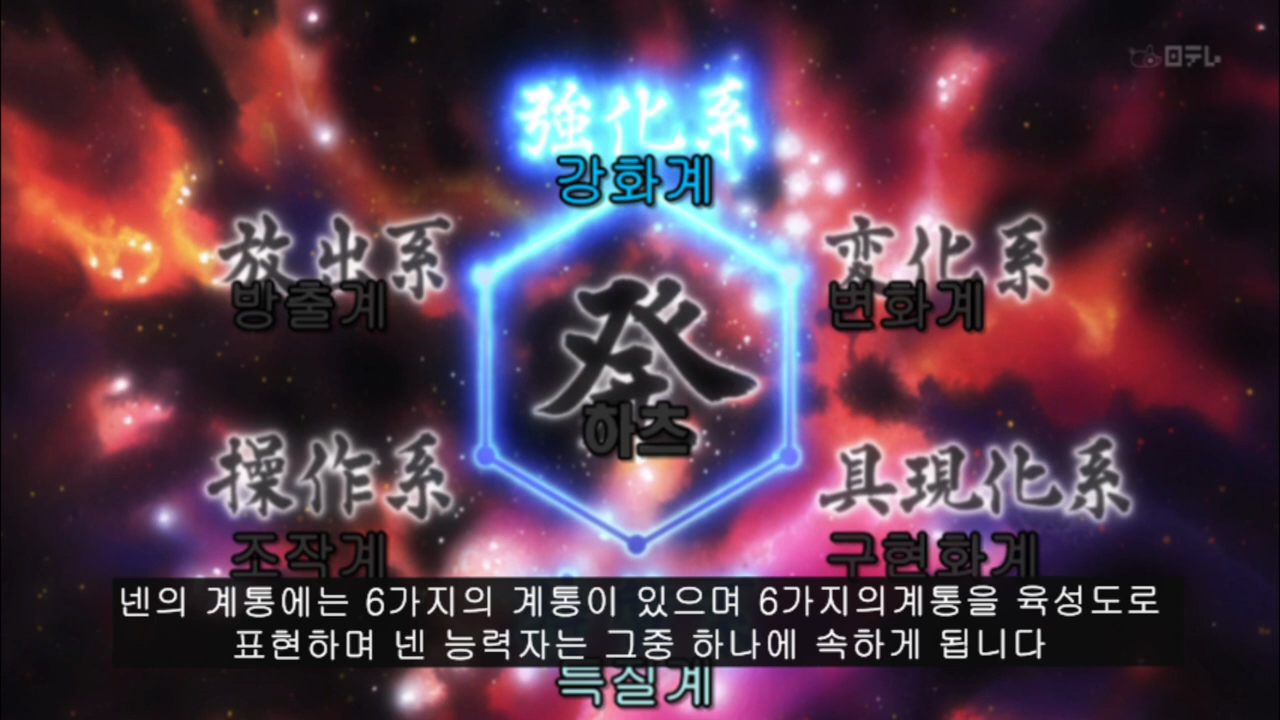 日テレ
強化系
강화계
放出系
방출계
変化系
변화계
発
하츠
操作系
조작계
具現化系
구현화계
넨의 계통에는 6가지의 계통이 있으며 6가지의계통을 육성도로
표현하며 넨 능력자는 그중 하나에 속하게 됩니다
특질계